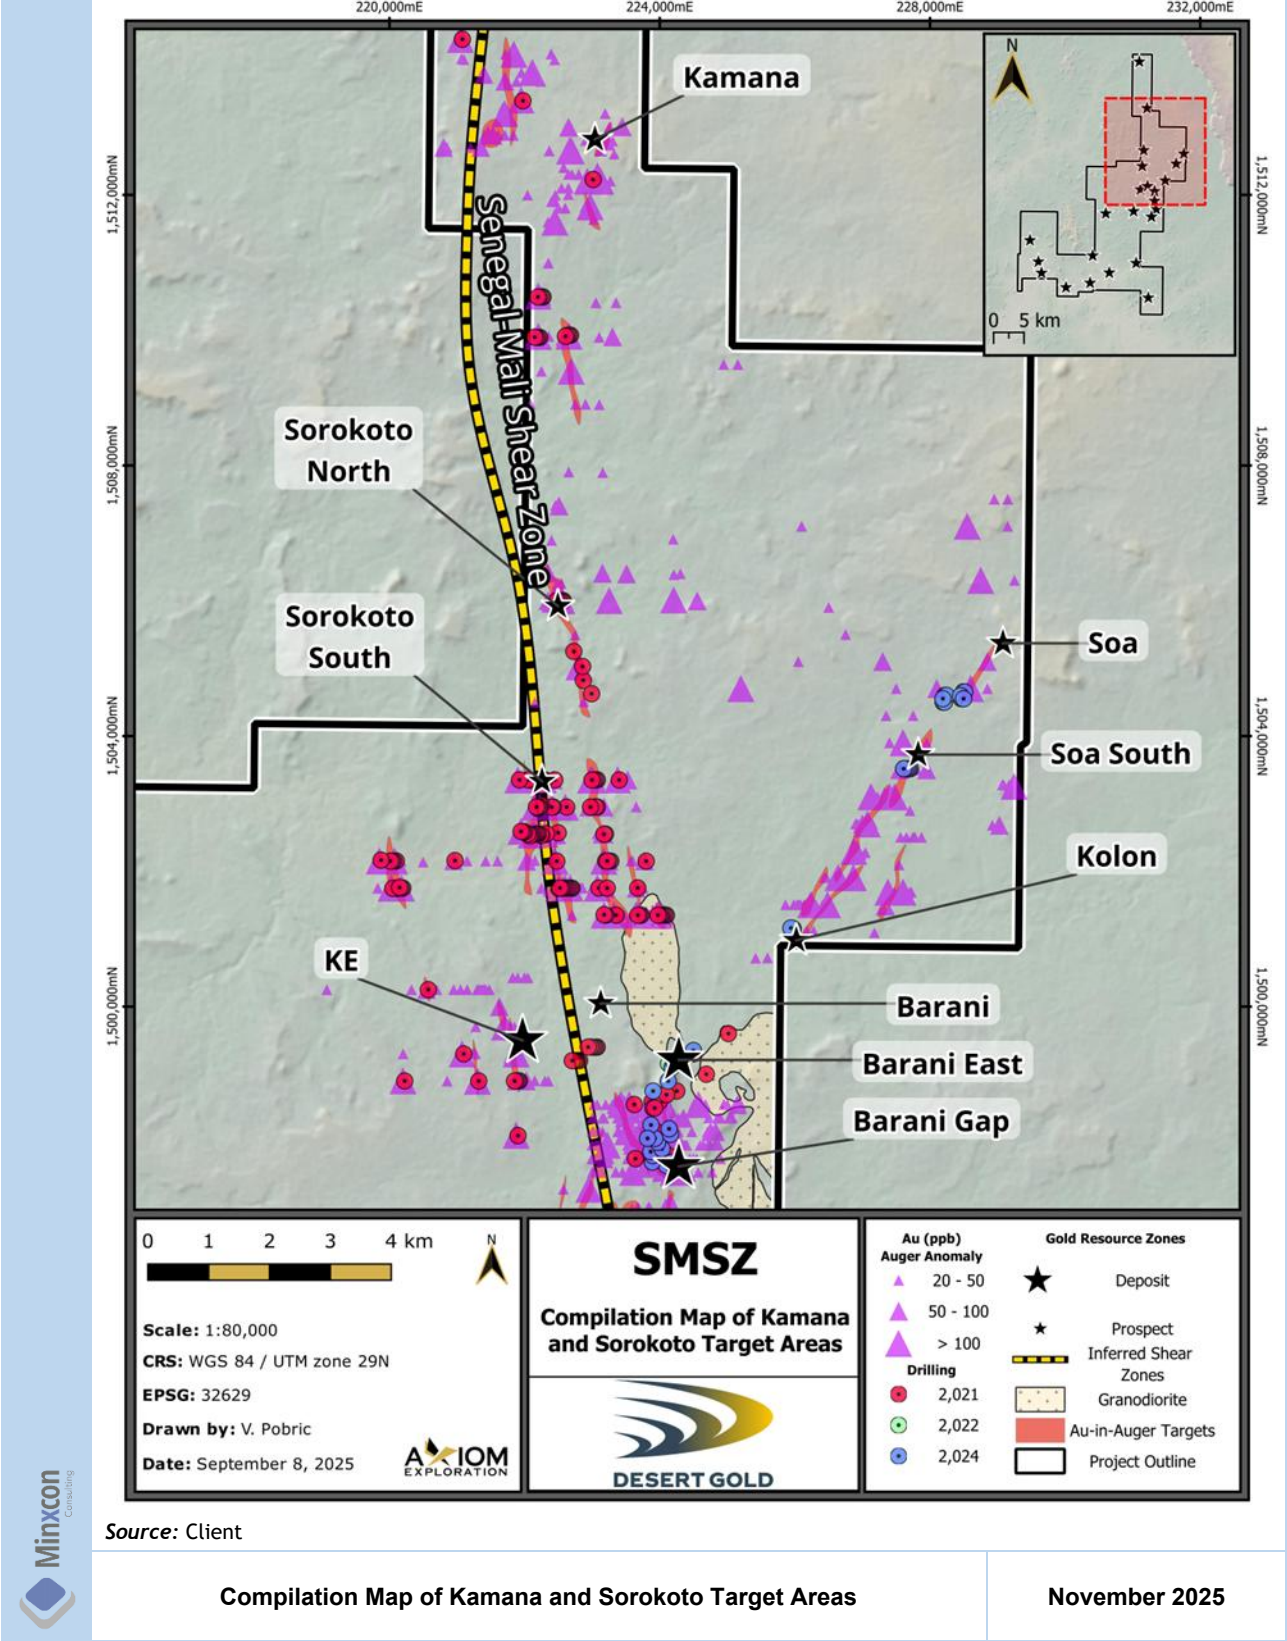 220,000mE
224,000mE
228,000mE
232,000mE
1,512,000mN
1,508,000mN
1,504,000mN
1,500,000mN
1,512,000mN
1,508,000mN
1,504,000mN
1,500,000mN
N
0 5 km
Kamana
Senegal-Mali Shear Zone
Sorokoto
North
Sorokoto
South
Soa
Soa South
Kolon
KE
Barani
Barani East
Barani Gap
0 1 2 3 4 km
N
Scale: 1:80,000
CRS: WGS 84 / UTM zone 29N
EPSG: 32629
Drawn by: V. Pobric
Date: September 8, 2025
AXIOM
EXPLORATION
SMSZ
Compilation Map of Kamana
and Sorokoto Target Areas
DESERT GOLD
Au (ppb)
Auger Anomaly
20 - 50
50 - 100
> 100
Drilling
2,021
2,022
2,024
Gold Resource Zones
Deposit
Prospect
Inferred Shear
Zones
Granodiorite
Au-in-Auger Targets
Project Outline
Minxcon
Consulting
Source: Client
Compilation Map of Kamana and Sorokoto Target Areas
November 2025